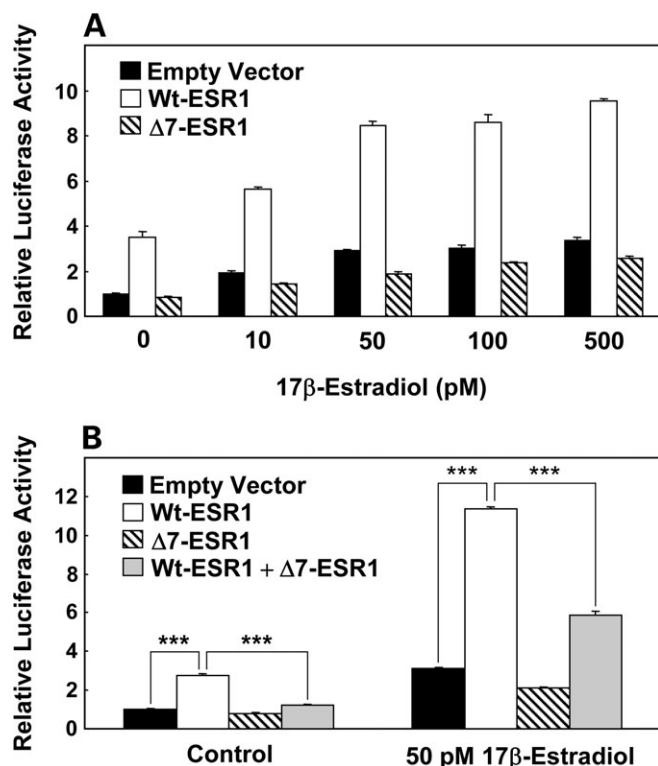 A
Relative Luciferase Activity
Empty Vector
Wt-ESR1
Δ7-ESR1
10
8
6
4
2
0
0 10 50 100 500
17β-Estradiol (pM)
B
Relative Luciferase Activity
Empty Vector
Wt-ESR1
Δ7-ESR1
Wt-ESR1 + Δ7-ESR1
12
10
8
6
4
2
0
*** ***
*** ***
Control 50 pM 17β-Estradiol